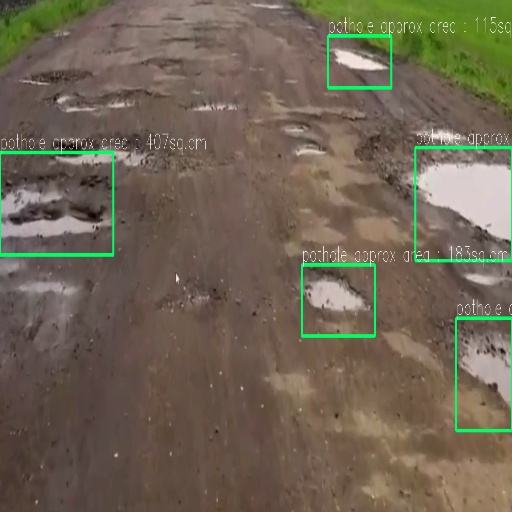 pothole approx area : 115sq
pothole approx area : 407sq.cm
pothole approx
pothole approx area : 183sq.cm
pothole